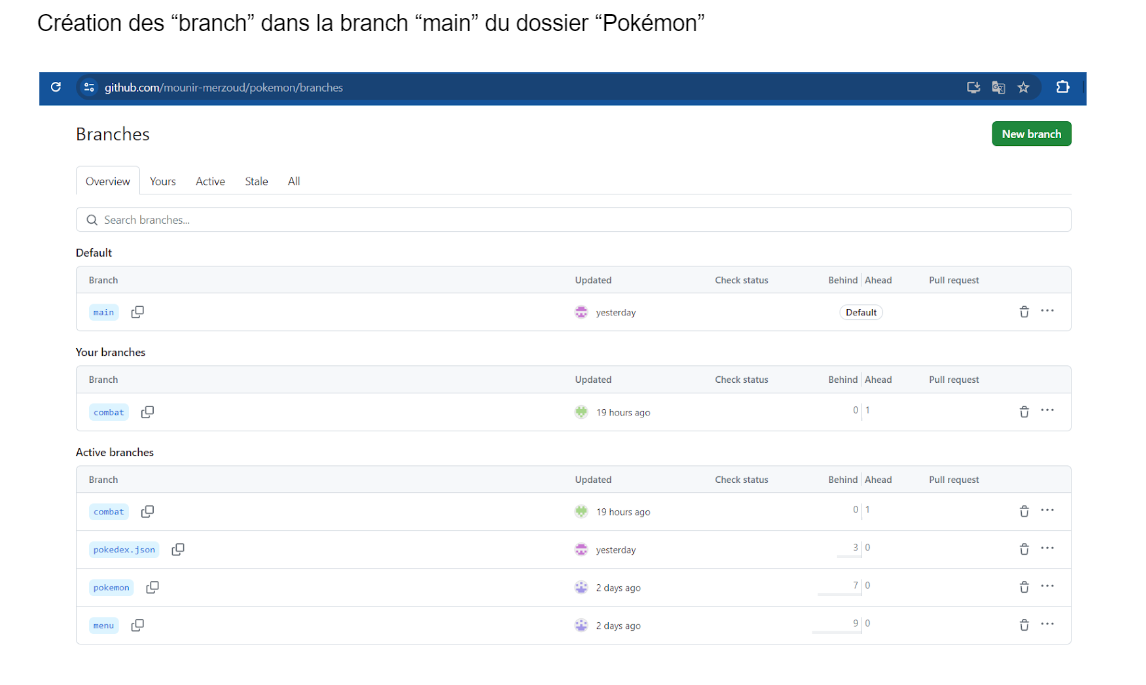 Création des “branch” dans la branch “main” du dossier “Pokémon”
github.com/mounir-merzoud/pokemon/branches
Branches
New branch
Overview Yours Active Stale All
Search branches...
Default
Branch Updated Check status Behind Ahead Pull request
main yesterday Default
Your branches
Branch Updated Check status Behind Ahead Pull request
combat 19 hours ago 0 1
Active branches
Branch Updated Check status Behind Ahead Pull request
combat 19 hours ago 0 1
pokedex.json yesterday 3 0
pokemon 2 days ago 7 0
menu 2 days ago 9 0